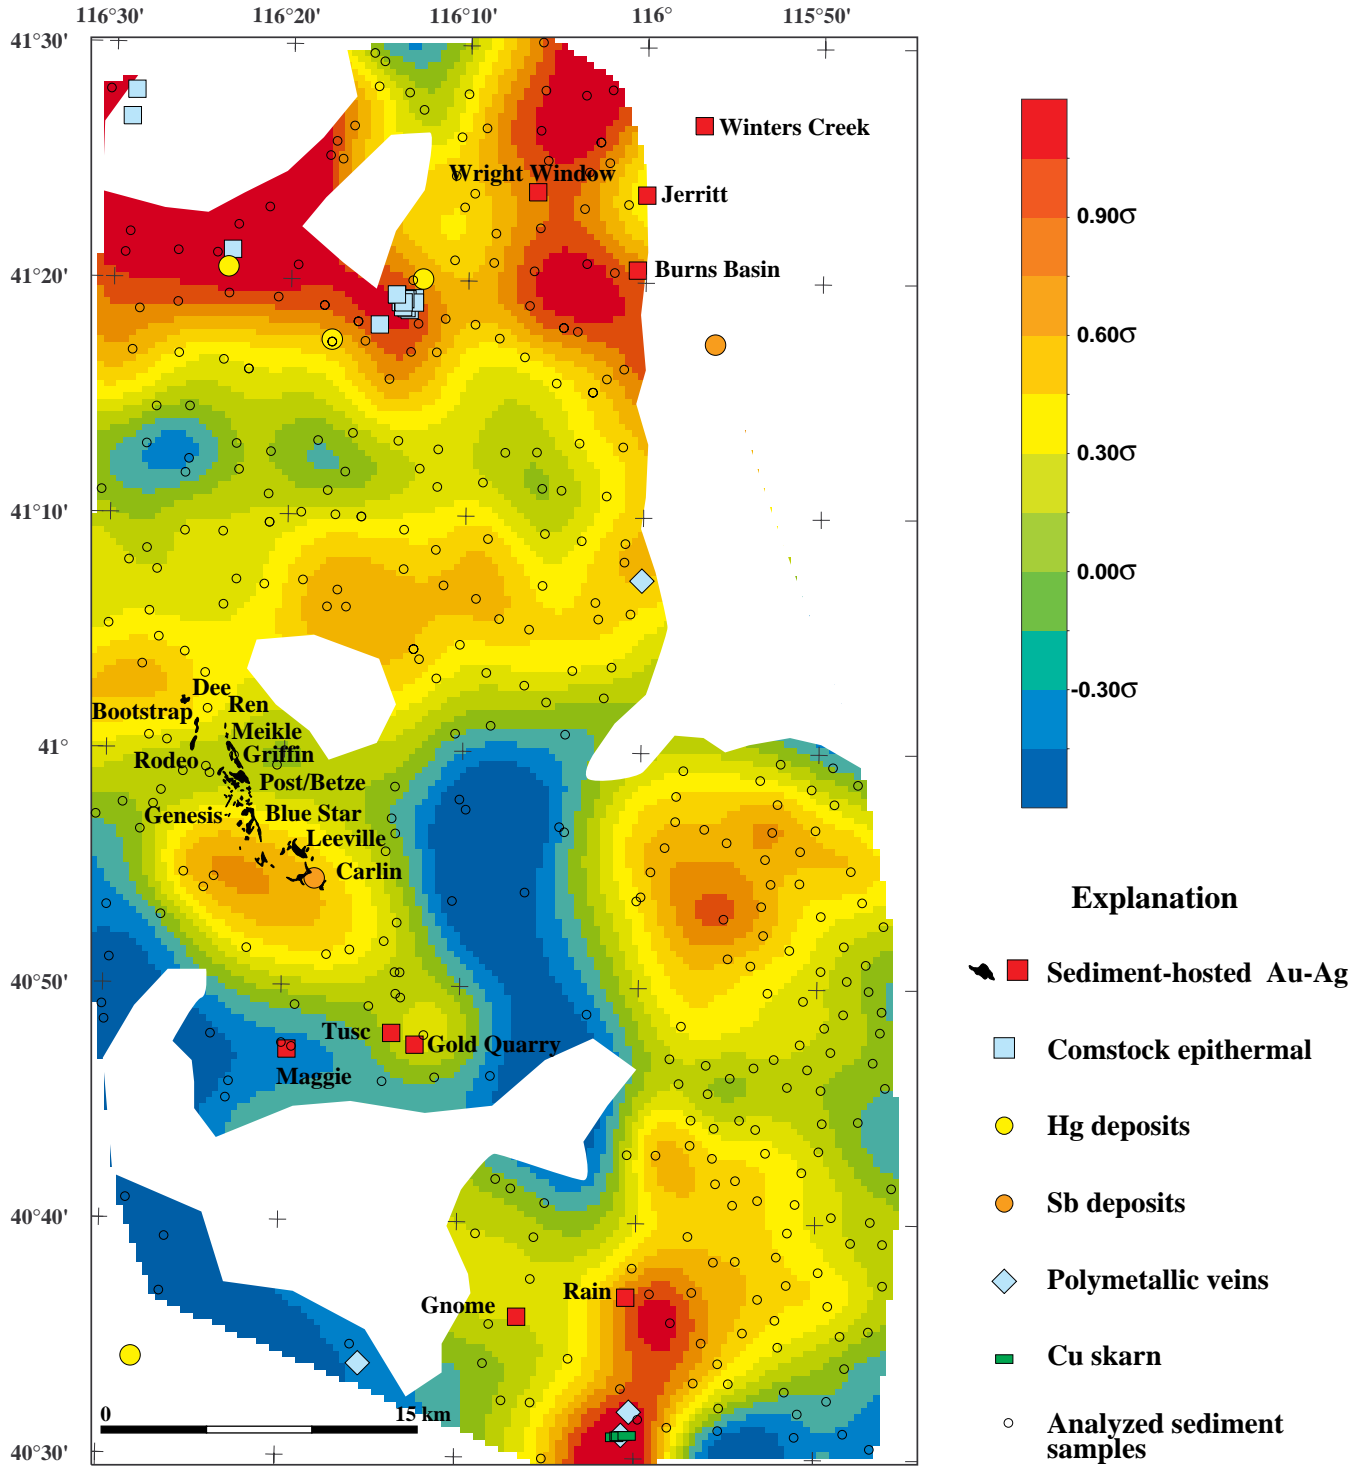 116°30' 116°20' 116°10' 116° 115°50'
41°30'
41°20'
41°10'
41°
40°50'
40°40'
40°30'
Winters Creek
Wright Window
Jerritt
Burns Basin
Dee
Bootstrap
Ren
Meikle
Griffin
Rodeo
Post/Betze
Genesis
Blue Star
Leeville
Carlin
Tusc
Gold Quarry
Maggie
Rain
Gnome
0 15 km
0.90σ
0.60σ
0.30σ
0.00σ
-0.30σ
Explanation
Sediment-hosted Au-Ag
Comstock epithermal
Hg deposits
Sb deposits
Polymetallic veins
Cu skarn
Analyzed sediment
samples